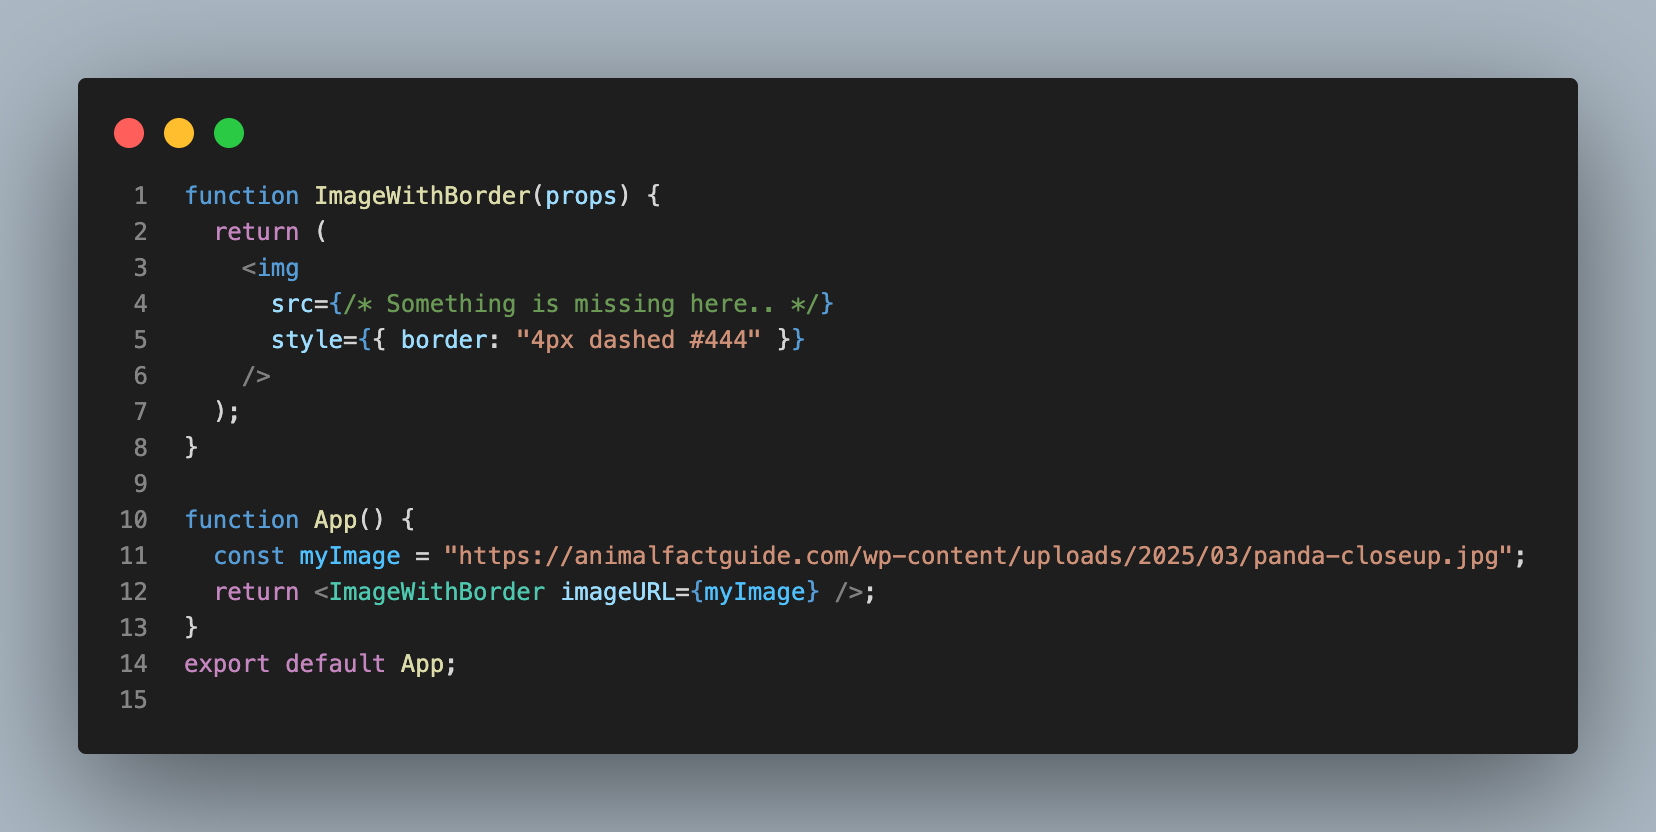 1 function ImageWithBorder(props) {
2   return (
3     <img
4       src={/* Something is missing here.. */}
5       style={{ border: "4px dashed #444" }}
6     />
7   );
8 }
9
10 function App() {
11   const myImage = "https://animalfactguide.com/wp-content/uploads/2025/03/panda-closeup.jpg";
12   return <ImageWithBorder imageURL={myImage} />;
13 }
14 export default App;
15